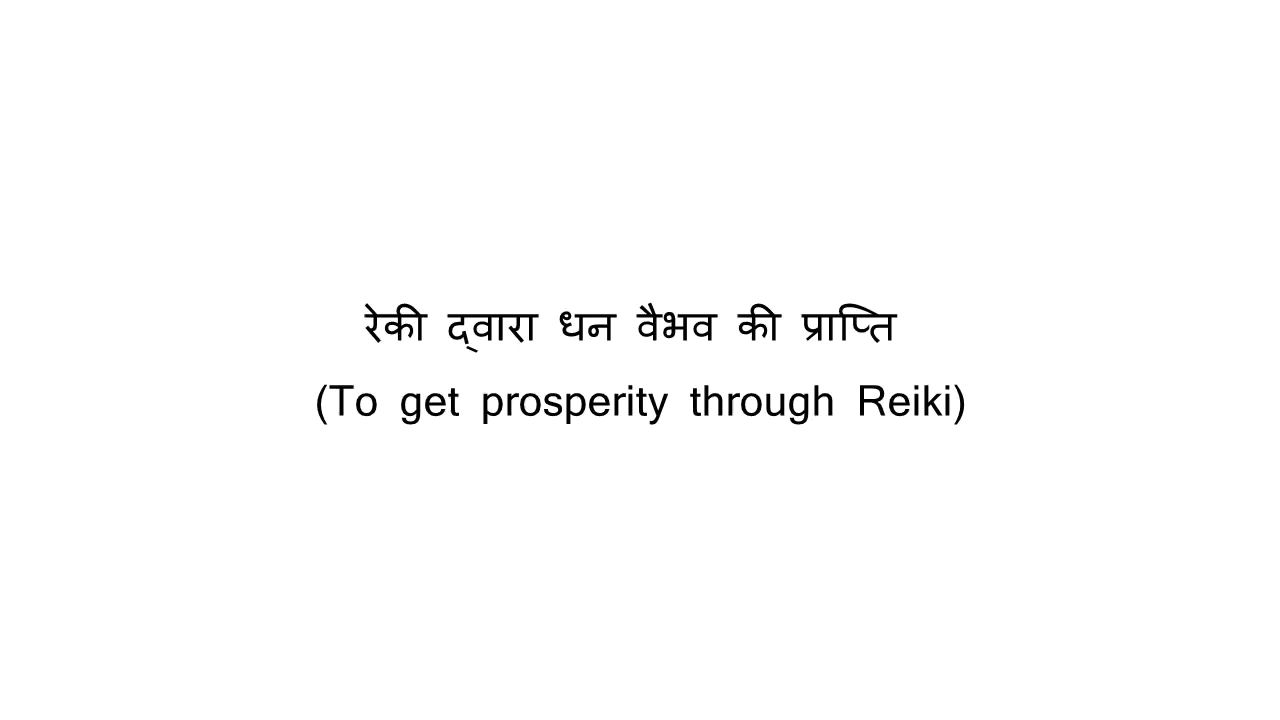 रेकी द्‌वारा धन वैभव की प्राप्ति
(To get prosperity through Reiki)